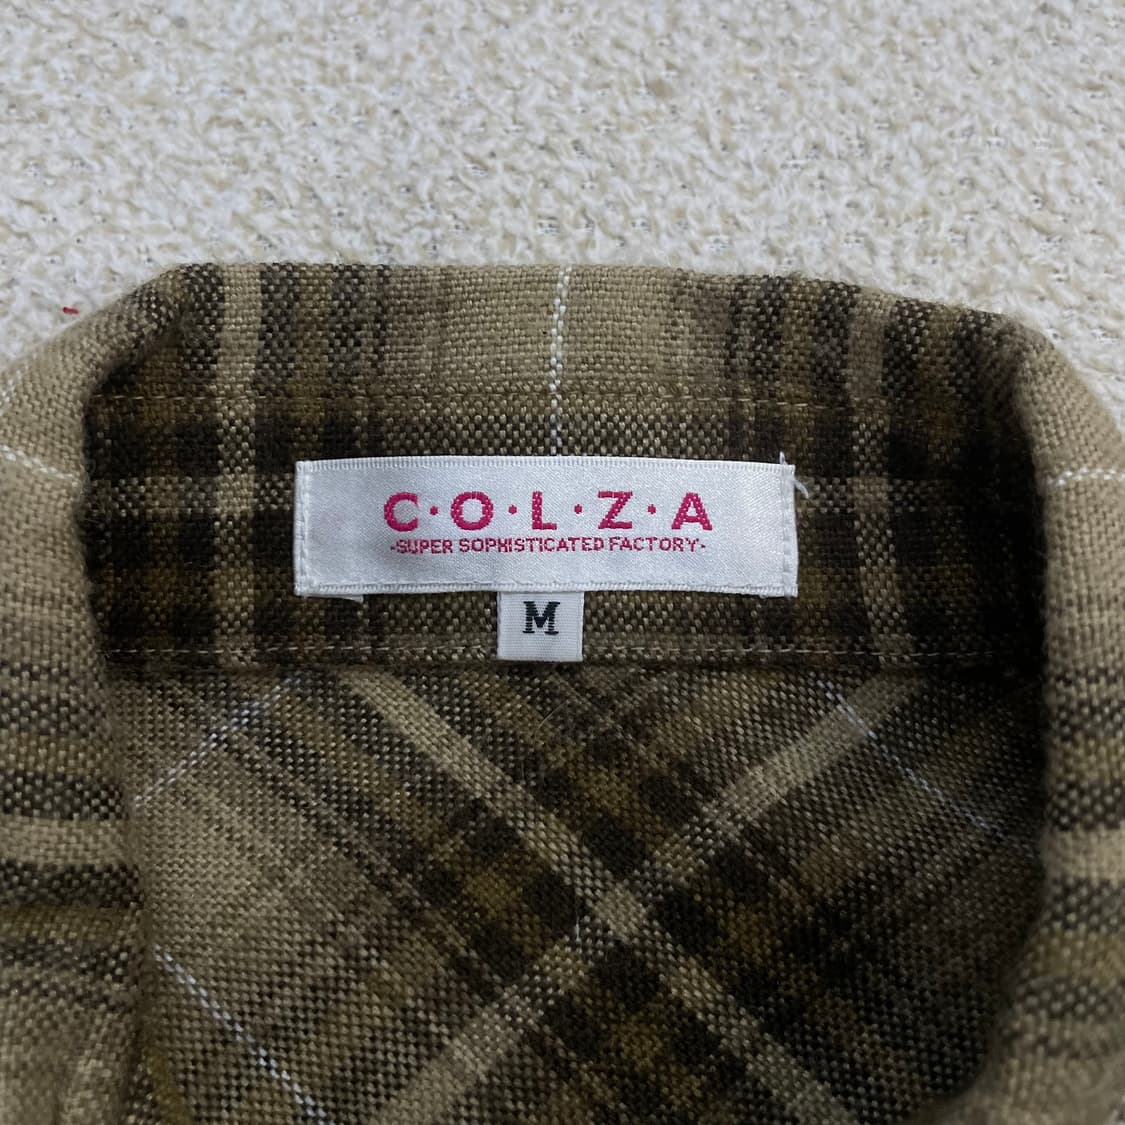 C·O·L·Z·A
-SUPER SOPHISTICATED FACTORY-
M